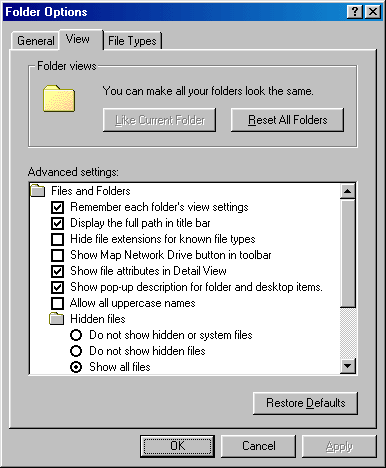 Folder Options
General View File Types
Folder views
You can make all your folders look the same.
Like Current Folder Reset All Folders
Advanced settings:
Files and Folders
Remember each folder's view settings
Display the full path in title bar
Hide file extensions for known file types
Show Map Network Drive button in toolbar
Show file attributes in Detail View
Show pop-up description for folder and desktop items.
Allow all uppercase names
Hidden files
Do not show hidden or system files
Do not show hidden files
Show all files
Restore Defaults
OK Cancel Apply